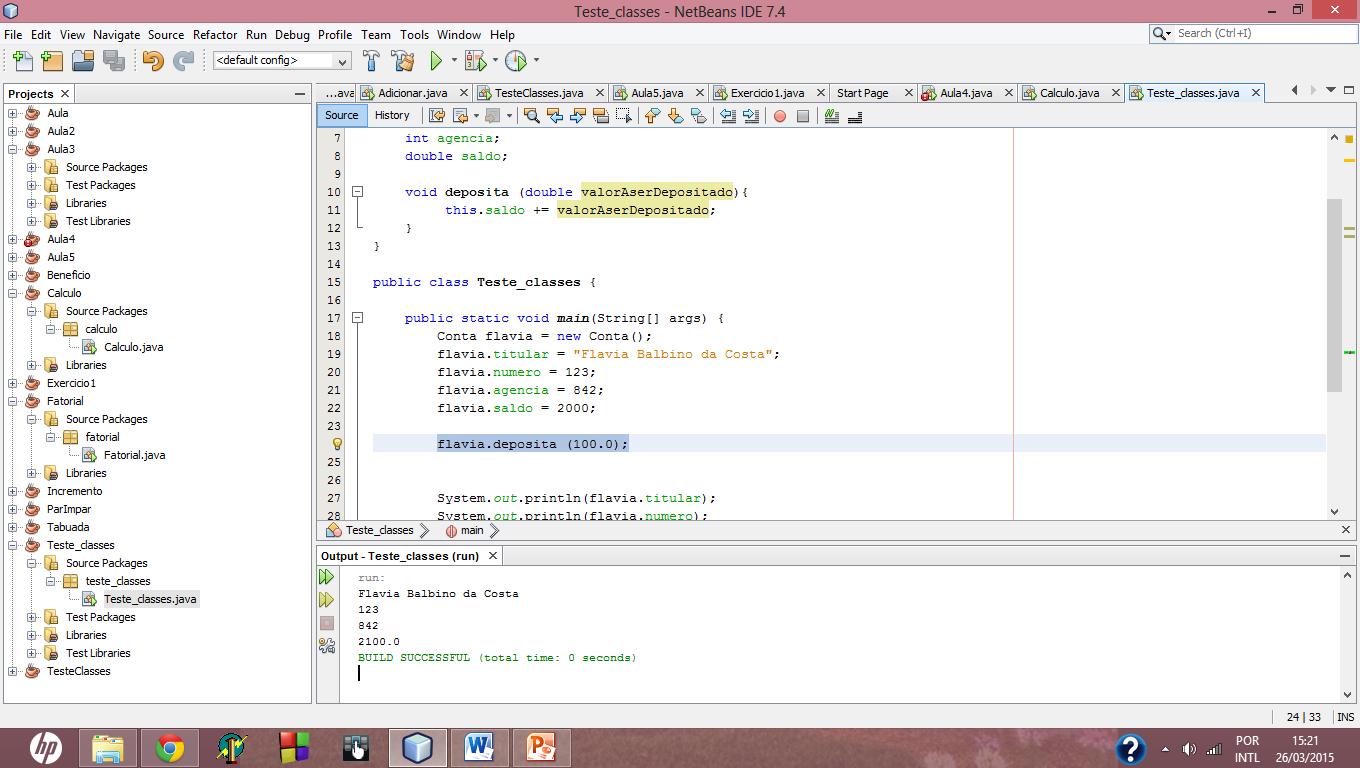 Teste_classes - NetBeans IDE 7.4
File Edit View Navigate Source Refactor Run Debug Profile Team Tools Window Help
Search (Ctrl+I)
<default config>
Projects
Aula
Aula2
Aula3
Source Packages
Test Packages
Libraries
Test Libraries
Aula4
Aula5
Beneficio
Calculo
Source Packages
calculo
Calculo.java
Libraries
Exercicio1
Fatorial
Source Packages
fatorial
Fatorial.java
Libraries
Incremento
ParImpar
Tabuada
Teste_classes
Source Packages
teste_classes
Teste_classes.java
Test Packages
Libraries
Test Libraries
TesteClasses
...ava Adicionar.java TesteClasses.java Aula5.java Exercicio1.java Start Page Aula4.java Calculo.java Teste_classes.java
Source History
7 int agencia;
8 double saldo;
9
10 void deposita (double valorAserDepositado){
11 this.saldo += valorAserDepositado;
12 }
13 }
14
15 public class Teste_classes {
16
17 public static void main(String[] args) {
18 Conta flavia = new Conta();
19 flavia.titular = "Flavia Balbino da Costa";
20 flavia.numero = 123;
21 flavia.agencia = 842;
22 flavia.saldo = 2000;
23
flavia.deposita (100.0);
25
26
27 System.out.println(flavia.titular);
28 System.out.println(flavia.numero);
Teste_classes main
Output - Teste_classes (run)
run:
Flavia Balbino da Costa
123
842
2100.0
BUILD SUCCESSFUL (total time: 0 seconds)
24 | 33 INS
hp
POR
INTL
15:21
26/03/2015